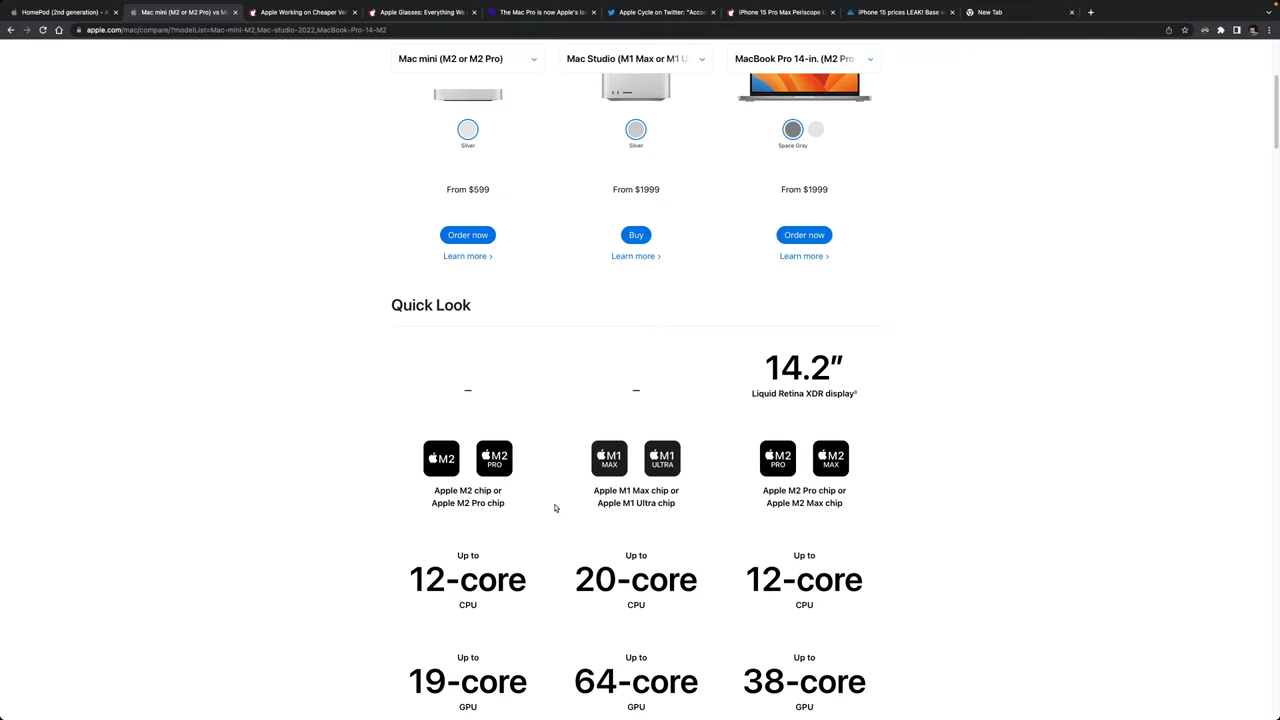 HomePod (2nd generation) - A
Mac mini (M2 or M2 Pro) vs M
Apple Working on Cheaper Ver
Apple Glasses: Everything We
The Mac Pro is now Apple's la
Apple Cycle on Twitter: "Acco
iPhone 15 Pro Max Periscope L
iPhone 15 prices LEAK! Base v
New Tab
apple.com/mac/compare/?modelList=Mac-mini-M2,Mac-studio-2022,MacBook-Pro-14-M2
Mac mini (M2 or M2 Pro)
Mac Studio (M1 Max or M1 U
MacBook Pro 14-in. (M2 Pro
Silver
Silver
Space Gray
From $599
From $1999
From $1999
Order now
Buy
Order now
Learn more >
Learn more >
Learn more >
Quick Look
–
–
14.2″
Liquid Retina XDR display
M2
M2
PRO
M1
MAX
M1
ULTRA
M2
PRO
M2
MAX
Apple M2 chip or
Apple M2 Pro chip
Apple M1 Max chip or
Apple M1 Ultra chip
Apple M2 Pro chip or
Apple M2 Max chip
Up to
12-core
CPU
Up to
20-core
CPU
Up to
12-core
CPU
Up to
19-core
GPU
Up to
64-core
GPU
Up to
38-core
GPU